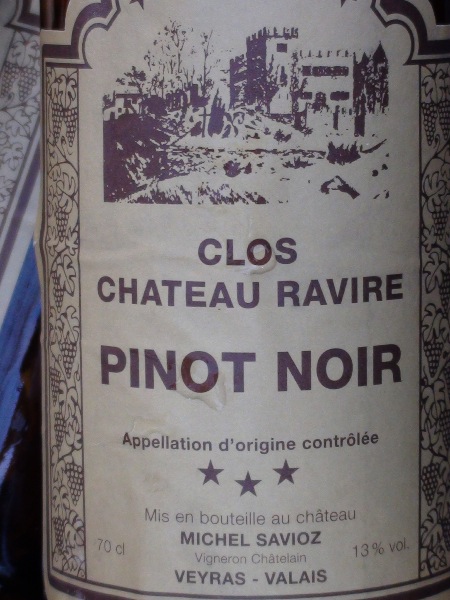 CLOS
CHATEAU RAVIRE
PINOT NOIR
Appellation d'origine contrôlée
Mis en bouteille au château
MICHEL SAVIOZ
70 cl
Vigneron Châtelain
13% vol.
VEYRAS - VALAIS